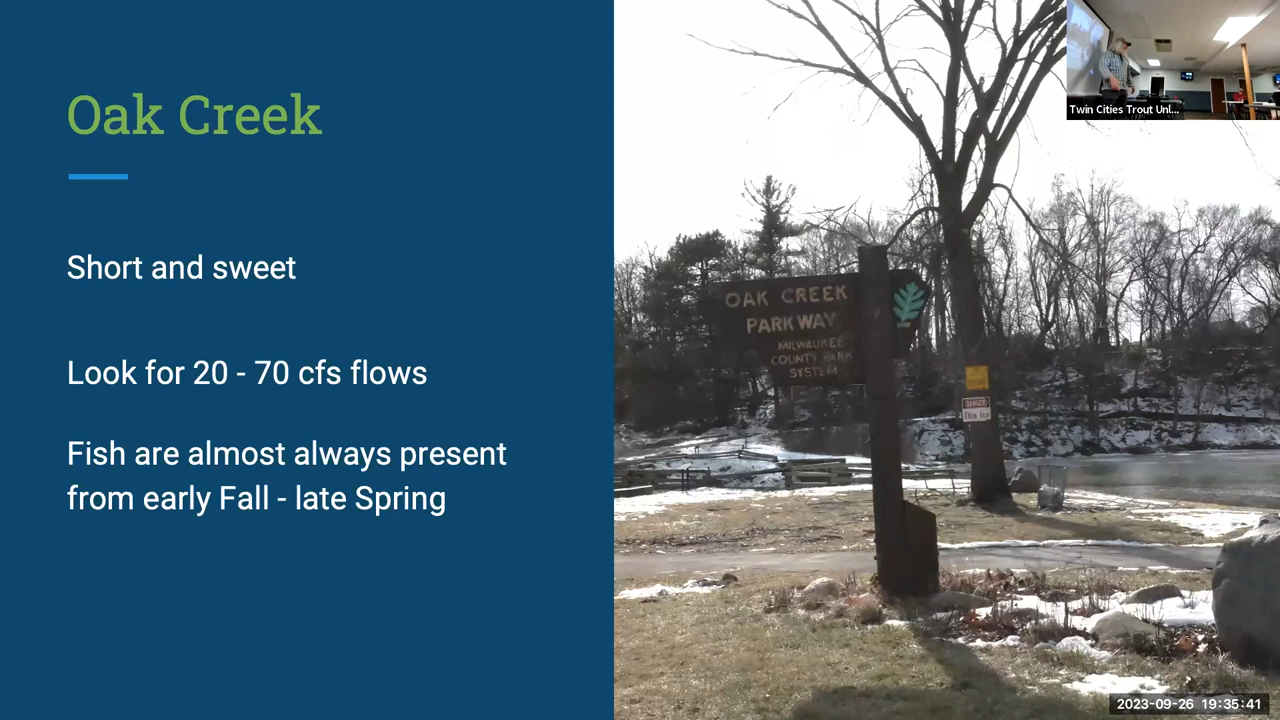 Oak Creek
Short and sweet
Look for 20 - 70 cfs flows
Fish are almost always present
from early Fall - late Spring
OAK CREEK
PARKWAY
MILWAUKEE
COUNTY PARK
SYSTEM
DANGER
Thin Ice
Twin Cities Trout Unl...
2023-09-26 19:35:41